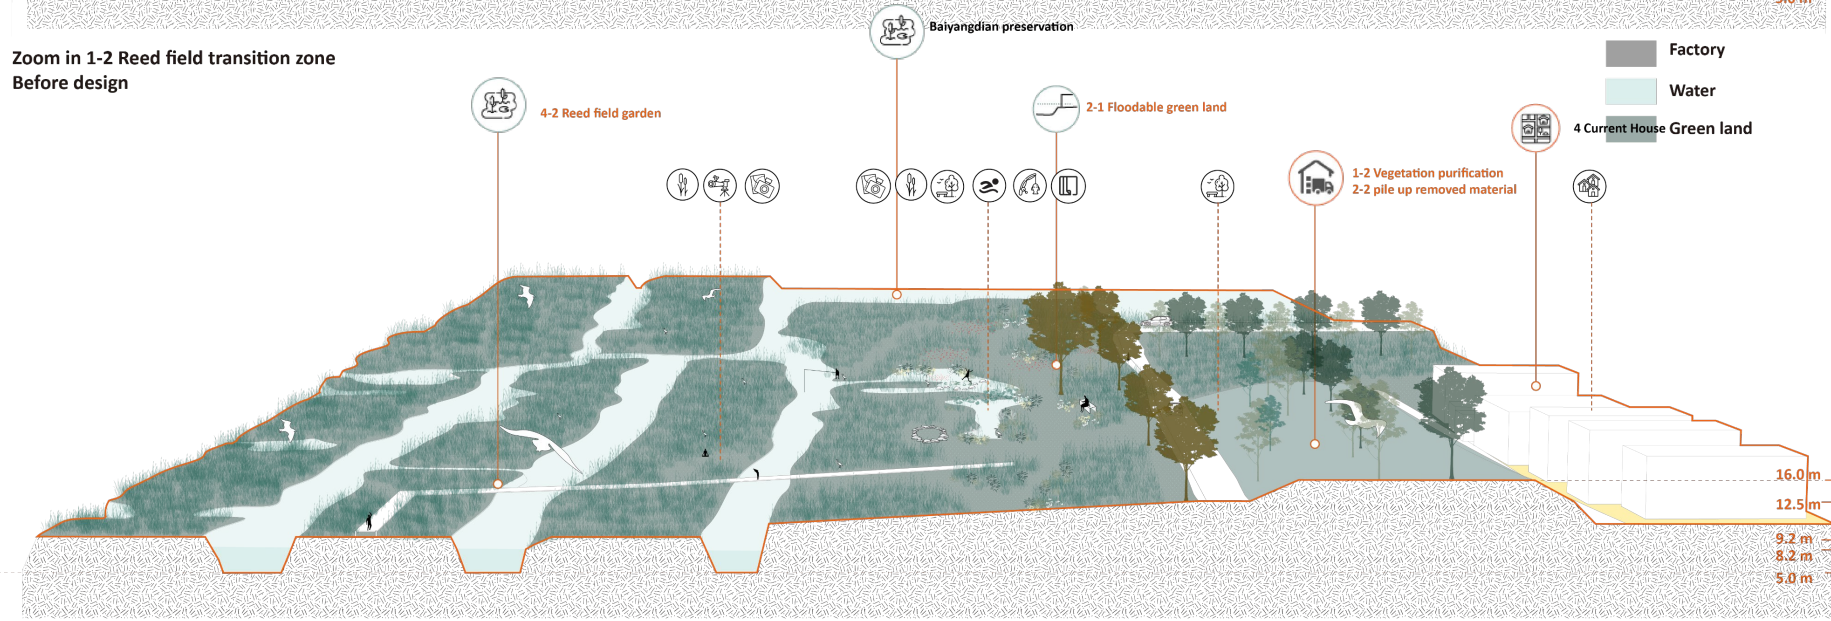 Baiyangdian preservation
Zoom in 1-2 Reed field transition zone
Before design
Factory
Water
4 Current House
Green land
4-2 Reed field garden
2-1 Floodable green land
1-2 Vegetation purification
2-2 pile up removed material
16.0 m
12.5 m
9.2 m
8.2 m
5.0 m